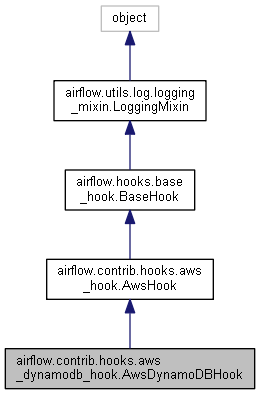 object
airflow.utils.log.logging
_mixin.LoggingMixin
airflow.hooks.base
_hook.BaseHook
airflow.contrib.hooks.aws
_hook.AwsHook
airflow.contrib.hooks.aws
_dynamodb_hook.AwsDynamoDBHook